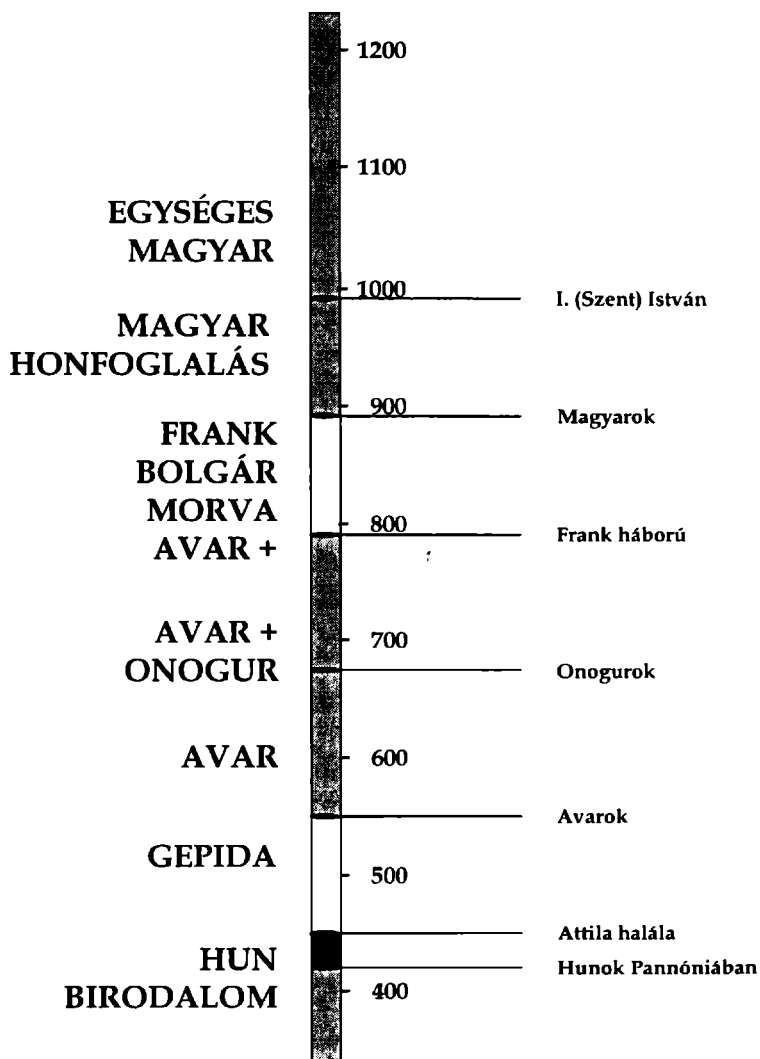 1200
1100
EGYSÉGES
MAGYAR
1000
I. (Szent) István
MAGYAR
HONFOGLALÁS
900
Magyarok
FRANK
BOLGÁR
MORVA
AVAR +
800
Frank háború
AVAR +
ONOGUR
700
Onogurok
AVAR
600
Avarok
GEPIDA
500
Attila halála
HUN
BIRODALOM
Hunok Pannóniában
400